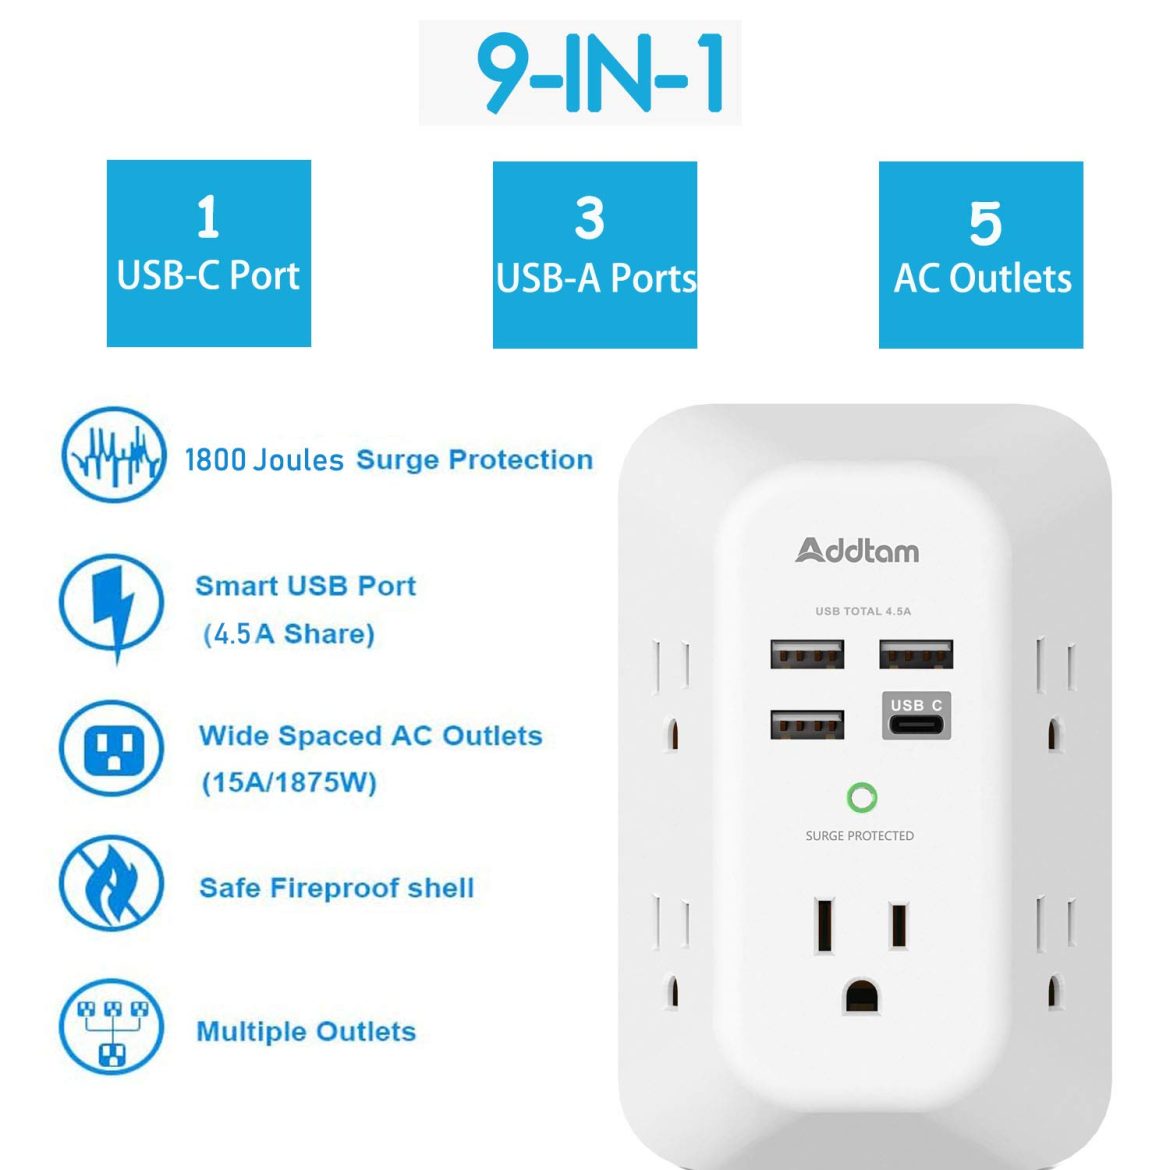 9-IN-1
1
USB-C Port
3
USB-A Ports
5
AC Outlets
1800 Joules Surge Protection
Smart USB Port
(4.5A Share)
Wide Spaced AC Outlets
(15A/1875W)
Safe Fireproof shell
Multiple Outlets
Addtam
USB TOTAL 4.5A
USB C
SURGE PROTECTED